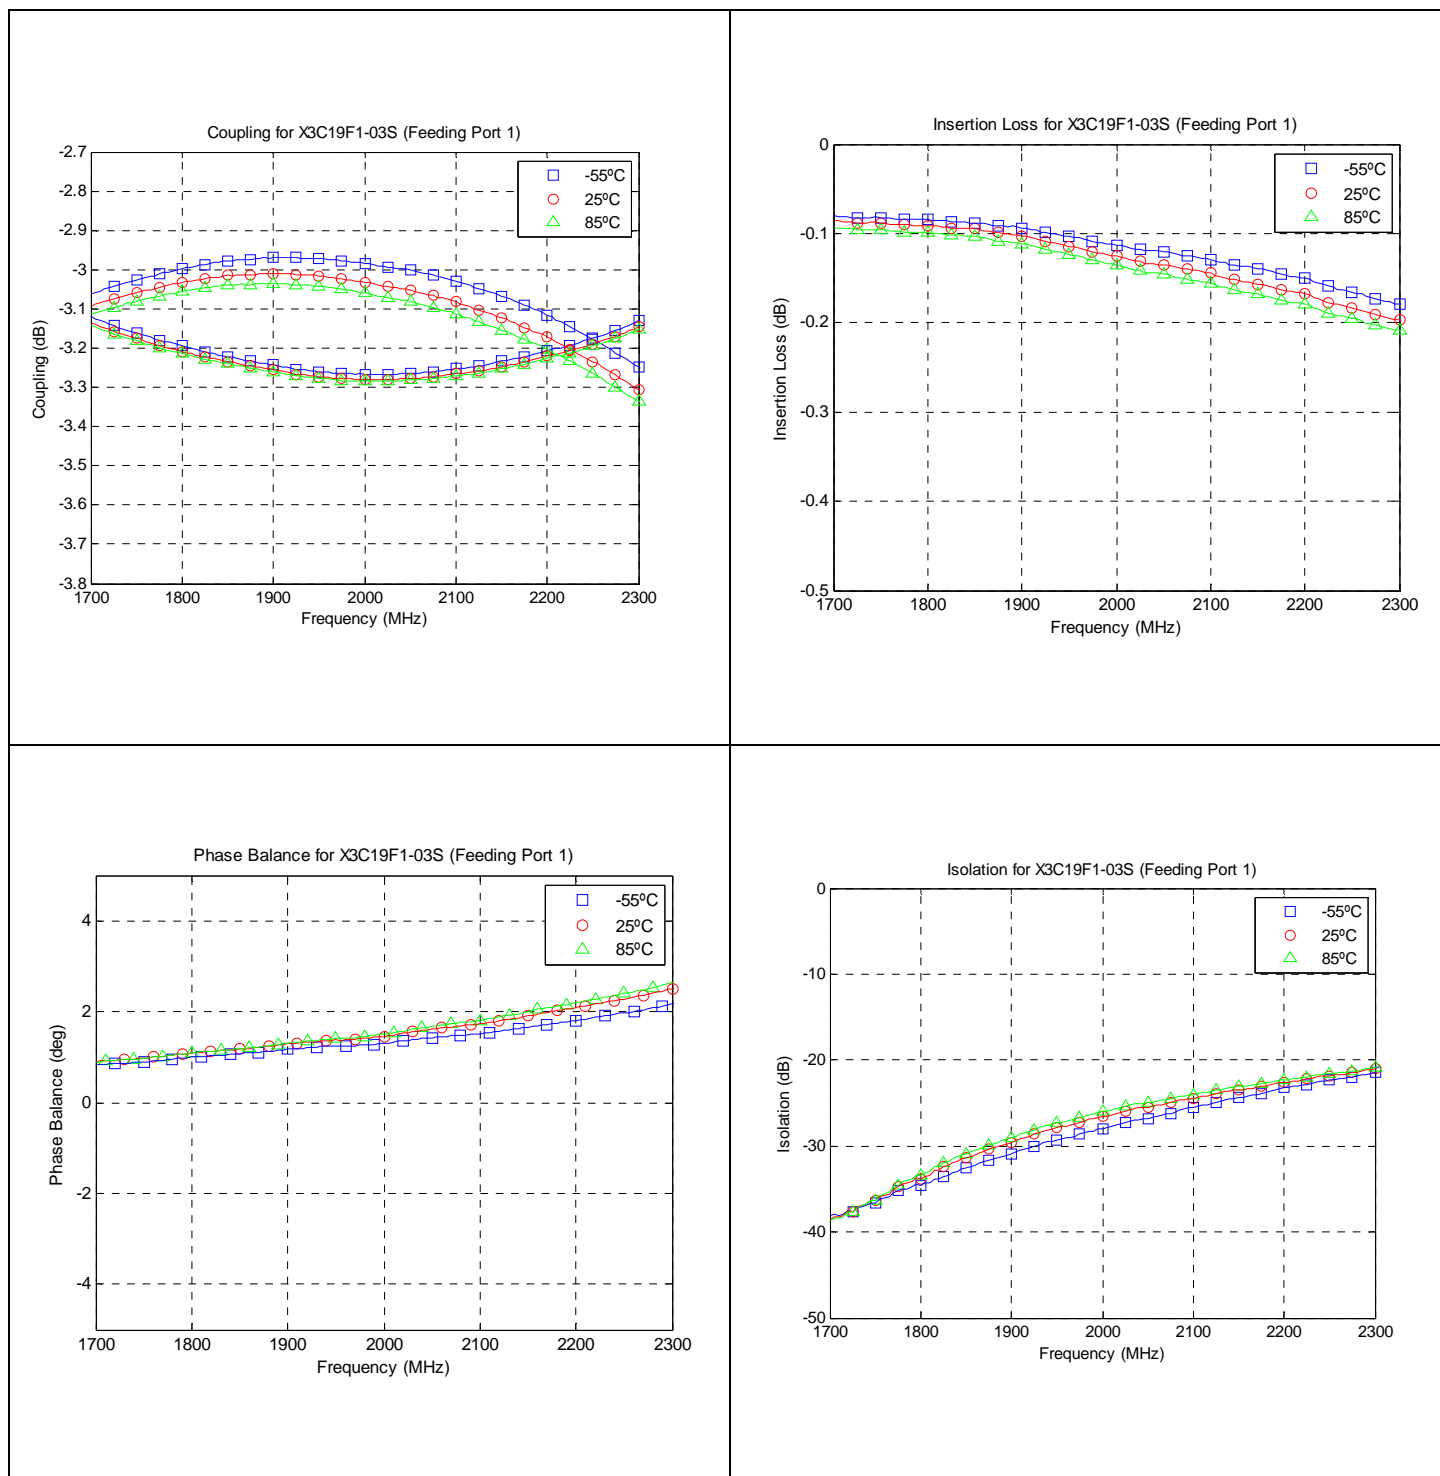 Coupling for X3C19F1-03S (Feeding Port 1)
-2.7
-2.8
-2.9
-3
-3.1
-3.2
-3.3
-3.4
-3.5
-3.6
-3.7
-3.8
Coupling (dB)
-55ºC
25ºC
85ºC
1700 1800 1900 2000 2100 2200 2300
Frequency (MHz)
Insertion Loss for X3C19F1-03S (Feeding Port 1)
0
-0.1
-0.2
-0.3
-0.4
-0.5
Insertion Loss (dB)
-55ºC
25ºC
85ºC
1700 1800 1900 2000 2100 2200 2300
Frequency (MHz)
Phase Balance for X3C19F1-03S (Feeding Port 1)
4
2
0
-2
-4
Phase Balance (deg)
-55ºC
25ºC
85ºC
1700 1800 1900 2000 2100 2200 2300
Frequency (MHz)
Isolation for X3C19F1-03S (Feeding Port 1)
0
-10
-20
-30
-40
-50
Isolation (dB)
-55ºC
25ºC
85ºC
1700 1800 1900 2000 2100 2200 2300
Frequency (MHz)